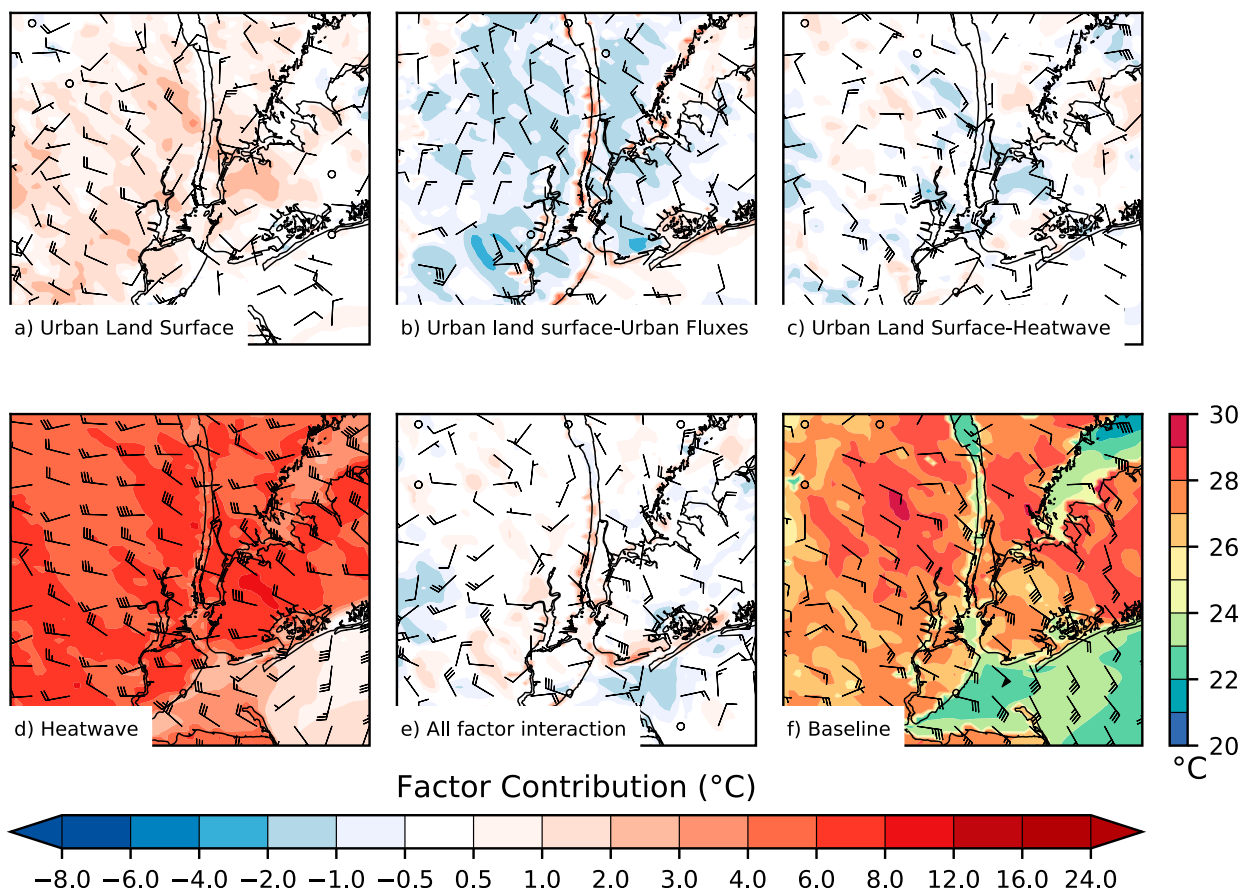 a) Urban Land Surface
b) Urban land surface-Urban Fluxes
c) Urban Land Surface-Heatwave
d) Heatwave
e) All factor interaction
f) Baseline
30
28
26
24
22
20
°C
Factor Contribution (°C)
−8.0 −6.0 −4.0 −2.0 −1.0 −0.5 0.5 1.0 2.0 3.0 4.0 6.0 8.0 12.0 16.0 24.0